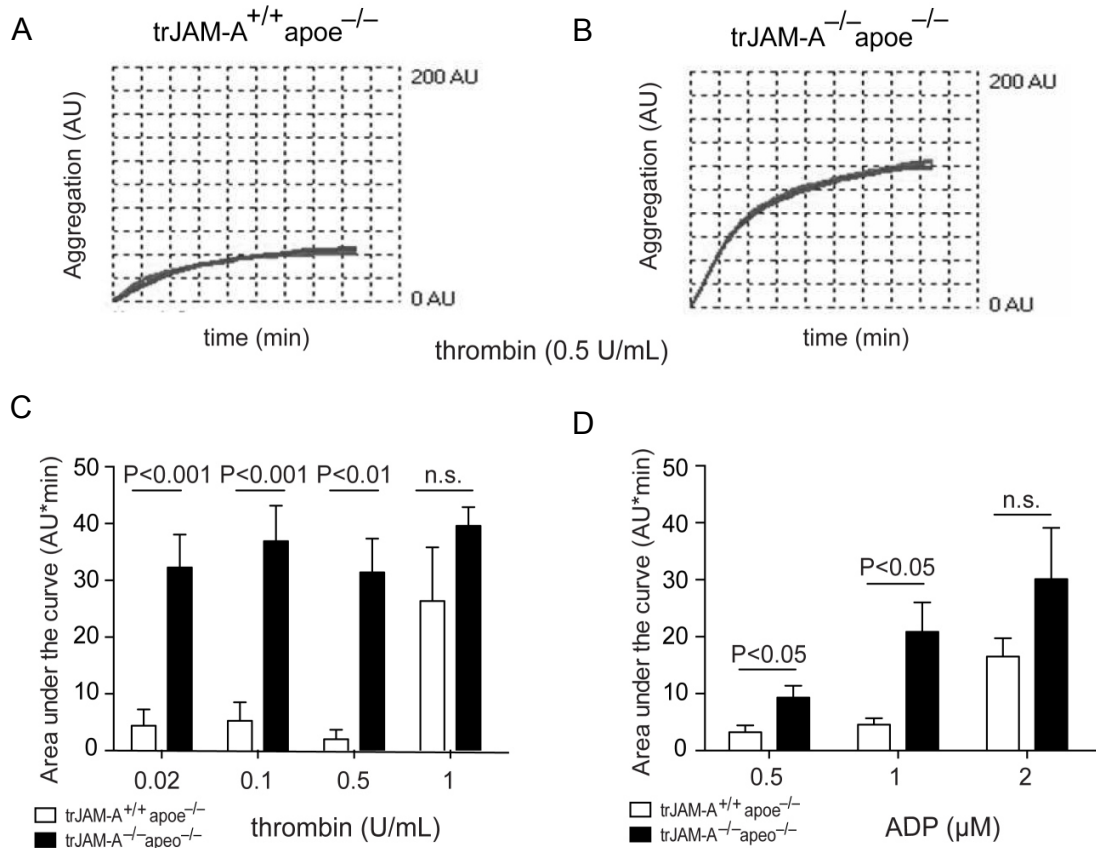 A
trJAM-A+/+apoe−/−
200 AU
Aggregation (AU)
0 AU
time (min)
B
trJAM-A−/−apoe−/−
200 AU
Aggregation (AU)
0 AU
time (min)
thrombin (0.5 U/mL)
C
Area under the curve (AU*min)
50
40
30
20
10
0
P<0.001
P<0.001
P<0.01
n.s.
0.02
0.1
0.5
1
thrombin (U/mL)
trJAM-A+/+apoe−/−
trJAM-A−/−apeo−/−
D
Area under the curve (AU*min)
50
40
30
20
10
0
P<0.05
P<0.05
n.s.
0.5
1
2
ADP (µM)
trJAM-A+/+apoe−/−
trJAM-A−/−apeo−/−